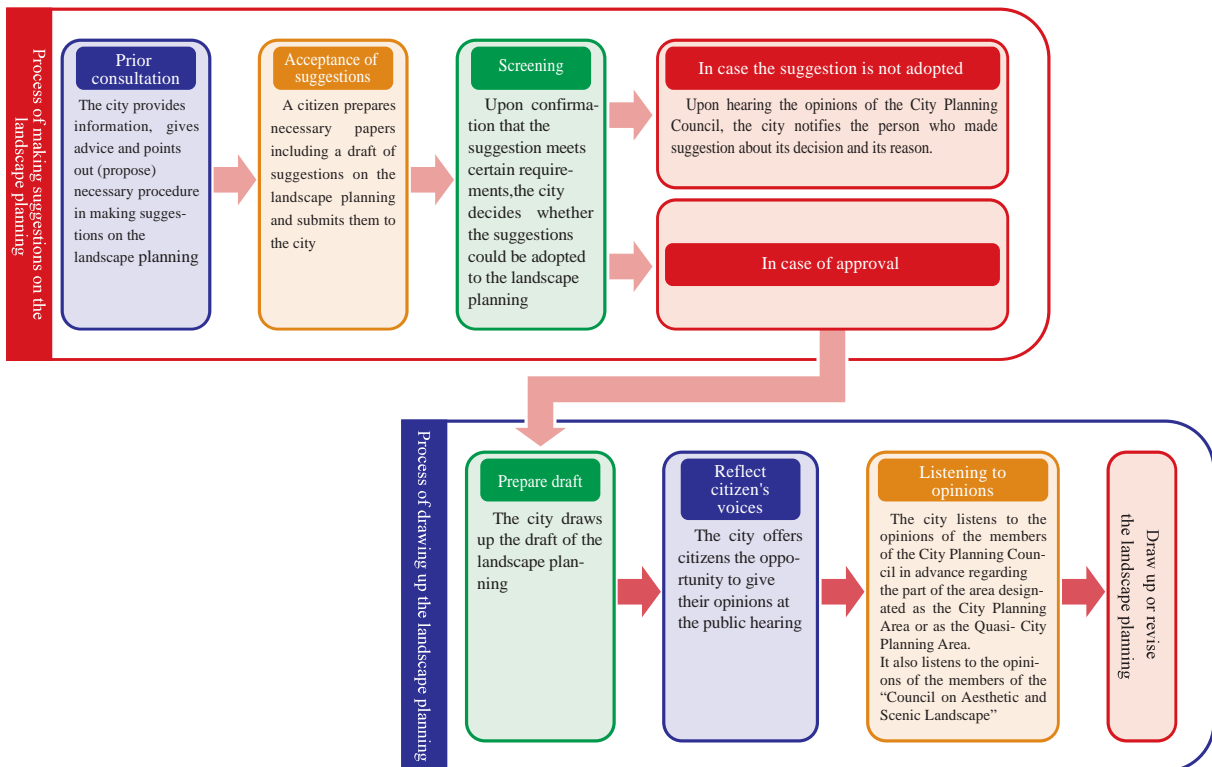 Process of making suggestions on the
landscape planning
Prior
consultation
The city provides
information, gives
advice and points
out (propose)
necessary procedure
in making sugges-
tions on the
landscape planning
Acceptance of
suggestions
A citizen prepares
necessary papers
including a draft of
suggestions on the
landscape planning
and submits them to
the city
Screening
Upon confirma-
tion that the
suggestion meets
certain require-
ments,the city
decides whether
the suggestions
could be adopted
to the landscape
planning
In case the suggestion is not adopted
Upon hearing the opinions of the City Planning
Council, the city notifies the person who made
suggestion about its decision and its reason.
In case of approval
Process of drawing up the landscape planning
Prepare draft
The city draws
up the draft of the
landscape plan-
ning
Reflect
citizen's
voices
The city offers
citizens the oppo-
rtunity to give
their opinions at
the public hearing
Listening to
opinions
The city listens to the
opinions of the members
of the City Planning Coun-
cil in advance regarding
the part of the area design-
ated as the City Planning
Area or as the Quasi- City
Planning Area.
It also listens to the opini-
ons of the members of the
“Council on Aesthetic and
Scenic Landscape”
Draw up or revise
the landscape planning